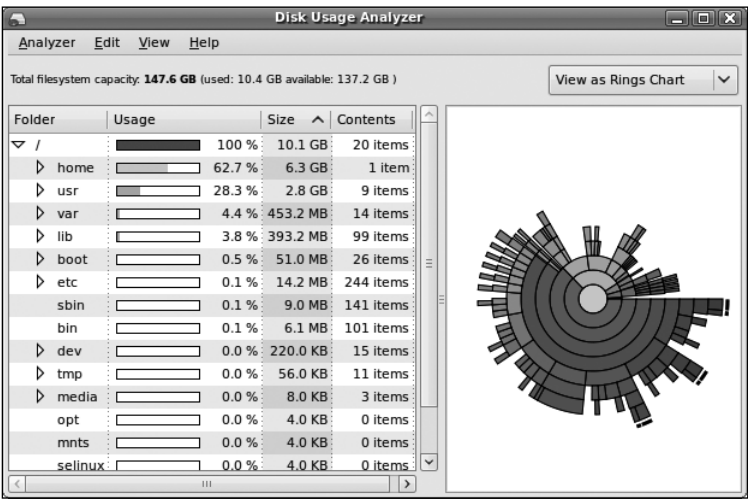 Disk Usage Analyzer
Analyzer Edit View Help
Total filesystem capacity: 147.6 GB (used: 10.4 GB available: 137.2 GB )
View as Rings Chart
Folder Usage Size Contents
/ 100 % 10.1 GB 20 items
home 62.7 % 6.3 GB 1 item
usr 28.3 % 2.8 GB 9 items
var 4.4 % 453.2 MB 14 items
lib 3.8 % 393.2 MB 99 items
boot 0.5 % 51.0 MB 26 items
etc 0.1 % 14.2 MB 244 items
sbin 0.1 % 9.0 MB 141 items
bin 0.1 % 6.1 MB 101 items
dev 0.0 % 220.0 KB 15 items
tmp 0.0 % 56.0 KB 11 items
media 0.0 % 8.0 KB 3 items
opt 0.0 % 4.0 KB 0 items
mnts 0.0 % 4.0 KB 0 items
selinux 0.0 % 4.0 KB 0 items